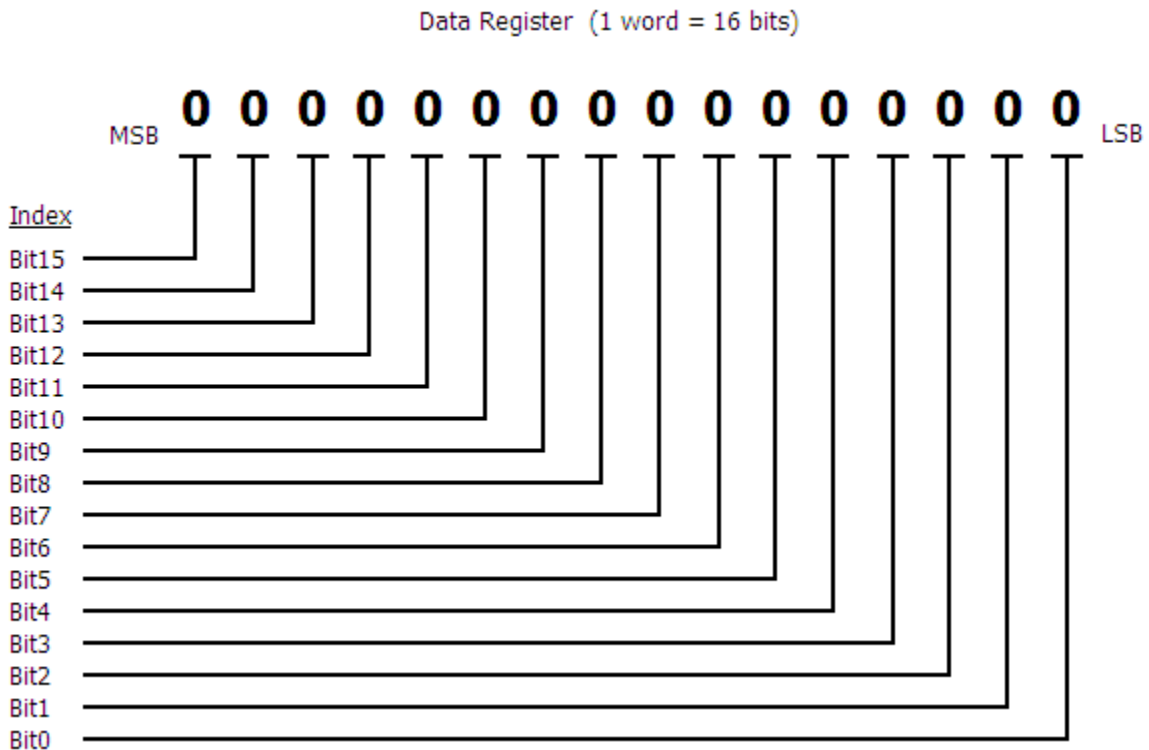 Data Register (1 word = 16 bits)
0 0 0 0 0 0 0 0 0 0 0 0 0 0 0 0
MSB LSB
Index
Bit15
Bit14
Bit13
Bit12
Bit11
Bit10
Bit9
Bit8
Bit7
Bit6
Bit5
Bit4
Bit3
Bit2
Bit1
Bit0